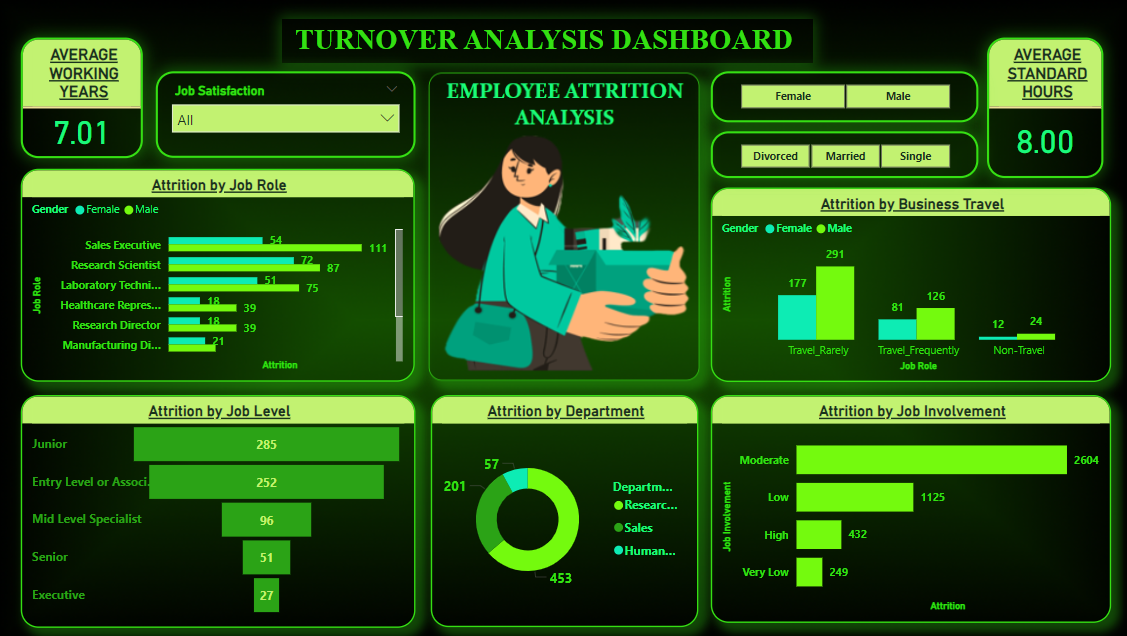 TURNOVER ANALYSIS DASHBOARD
AVERAGE
WORKING
YEARS
7.01
Job Satisfaction
All
EMPLOYEE ATTRITION
ANALYSIS
Female Male
Divorced Married Single
AVERAGE
STANDARD
HOURS
8.00
Attrition by Job Role
Gender Female Male
Job Role
Sales Executive 54 111
Research Scientist 72 87
Laboratory Techni... 51 75
Healthcare Repres... 18 39
Research Director 18 39
Manufacturing Di... 21
Attrition
Attrition by Business Travel
Gender Female Male
Attrition
177 291
81 126
12 24
Travel_Rarely Travel_Frequently Non-Travel
Job Role
Attrition by Job Level
Junior 285
Entry Level or Associ... 252
Mid Level Specialist 96
Senior 51
Executive 27
Attrition by Department
57
201
453
Departm...
Researc...
Sales
Human...
Attrition by Job Involvement
Job Involvement
Moderate 2604
Low 1125
High 432
Very Low 249
Attrition